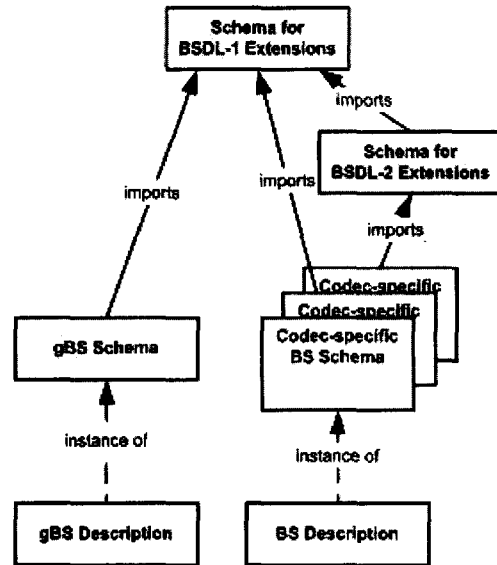 Schema for
BSDL-1 Extensions
imports
Schema for
BSDL-2 Extensions
imports
imports
imports
Codec-specific
Codec-specific
Codec-specific
BS Schema
gBS Schema
instance of
instance of
gBS Description
BS Description